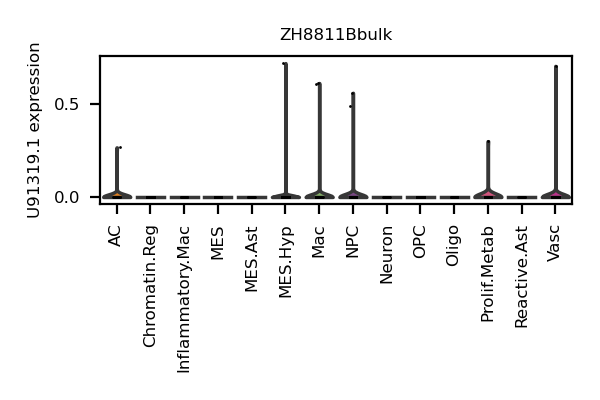 ZH8811Bbulk
U91319.1 expression
0.5
0.0
AC
Chromatin.Reg
Inflammatory.Mac
MES
MES.Ast
MES.Hyp
Mac
NPC
Neuron
OPC
Oligo
Prolif.Metab
Reactive.Ast
Vasc